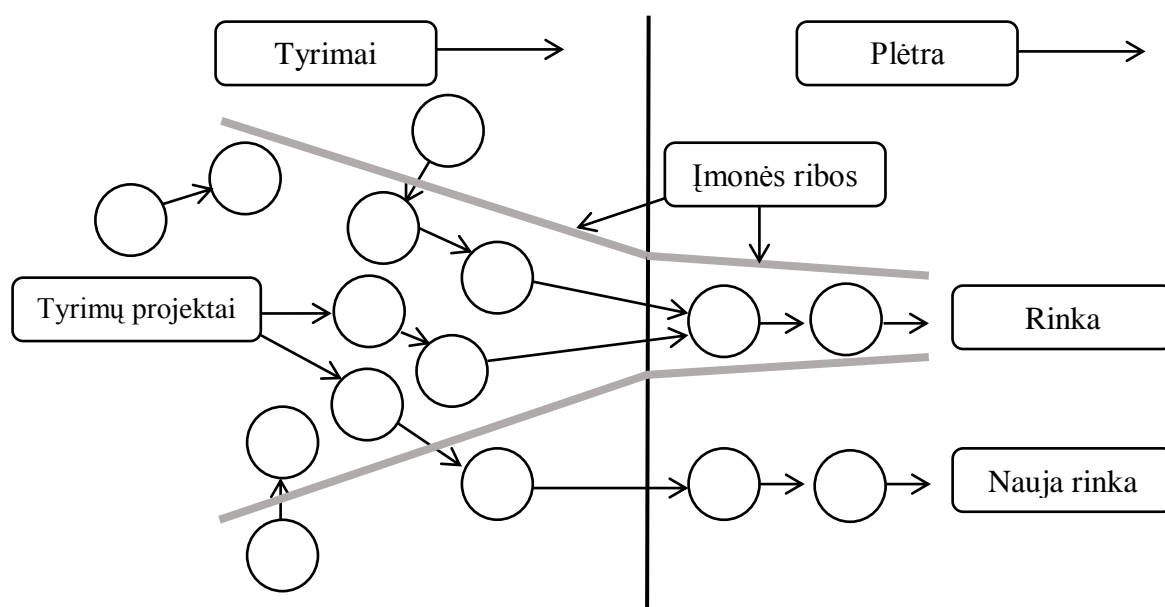 Tyrimai
Plėtra
Įmonės ribos
Tyrimų projektai
Rinka
Nauja rinka